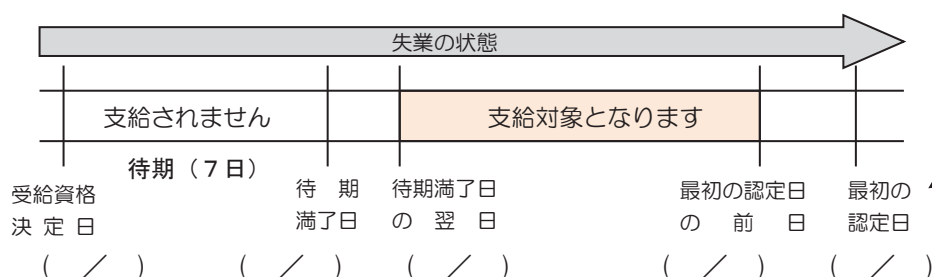 失業の状態
支給されません
支給対象となります
待期（７日）
受給資格
決定日
待期
満了日
待期満了日
の翌日
最初の認定日
の前日
最初の
認定日
（　／　）
（　／　）
（　／　）
（　／　）
（　／　）